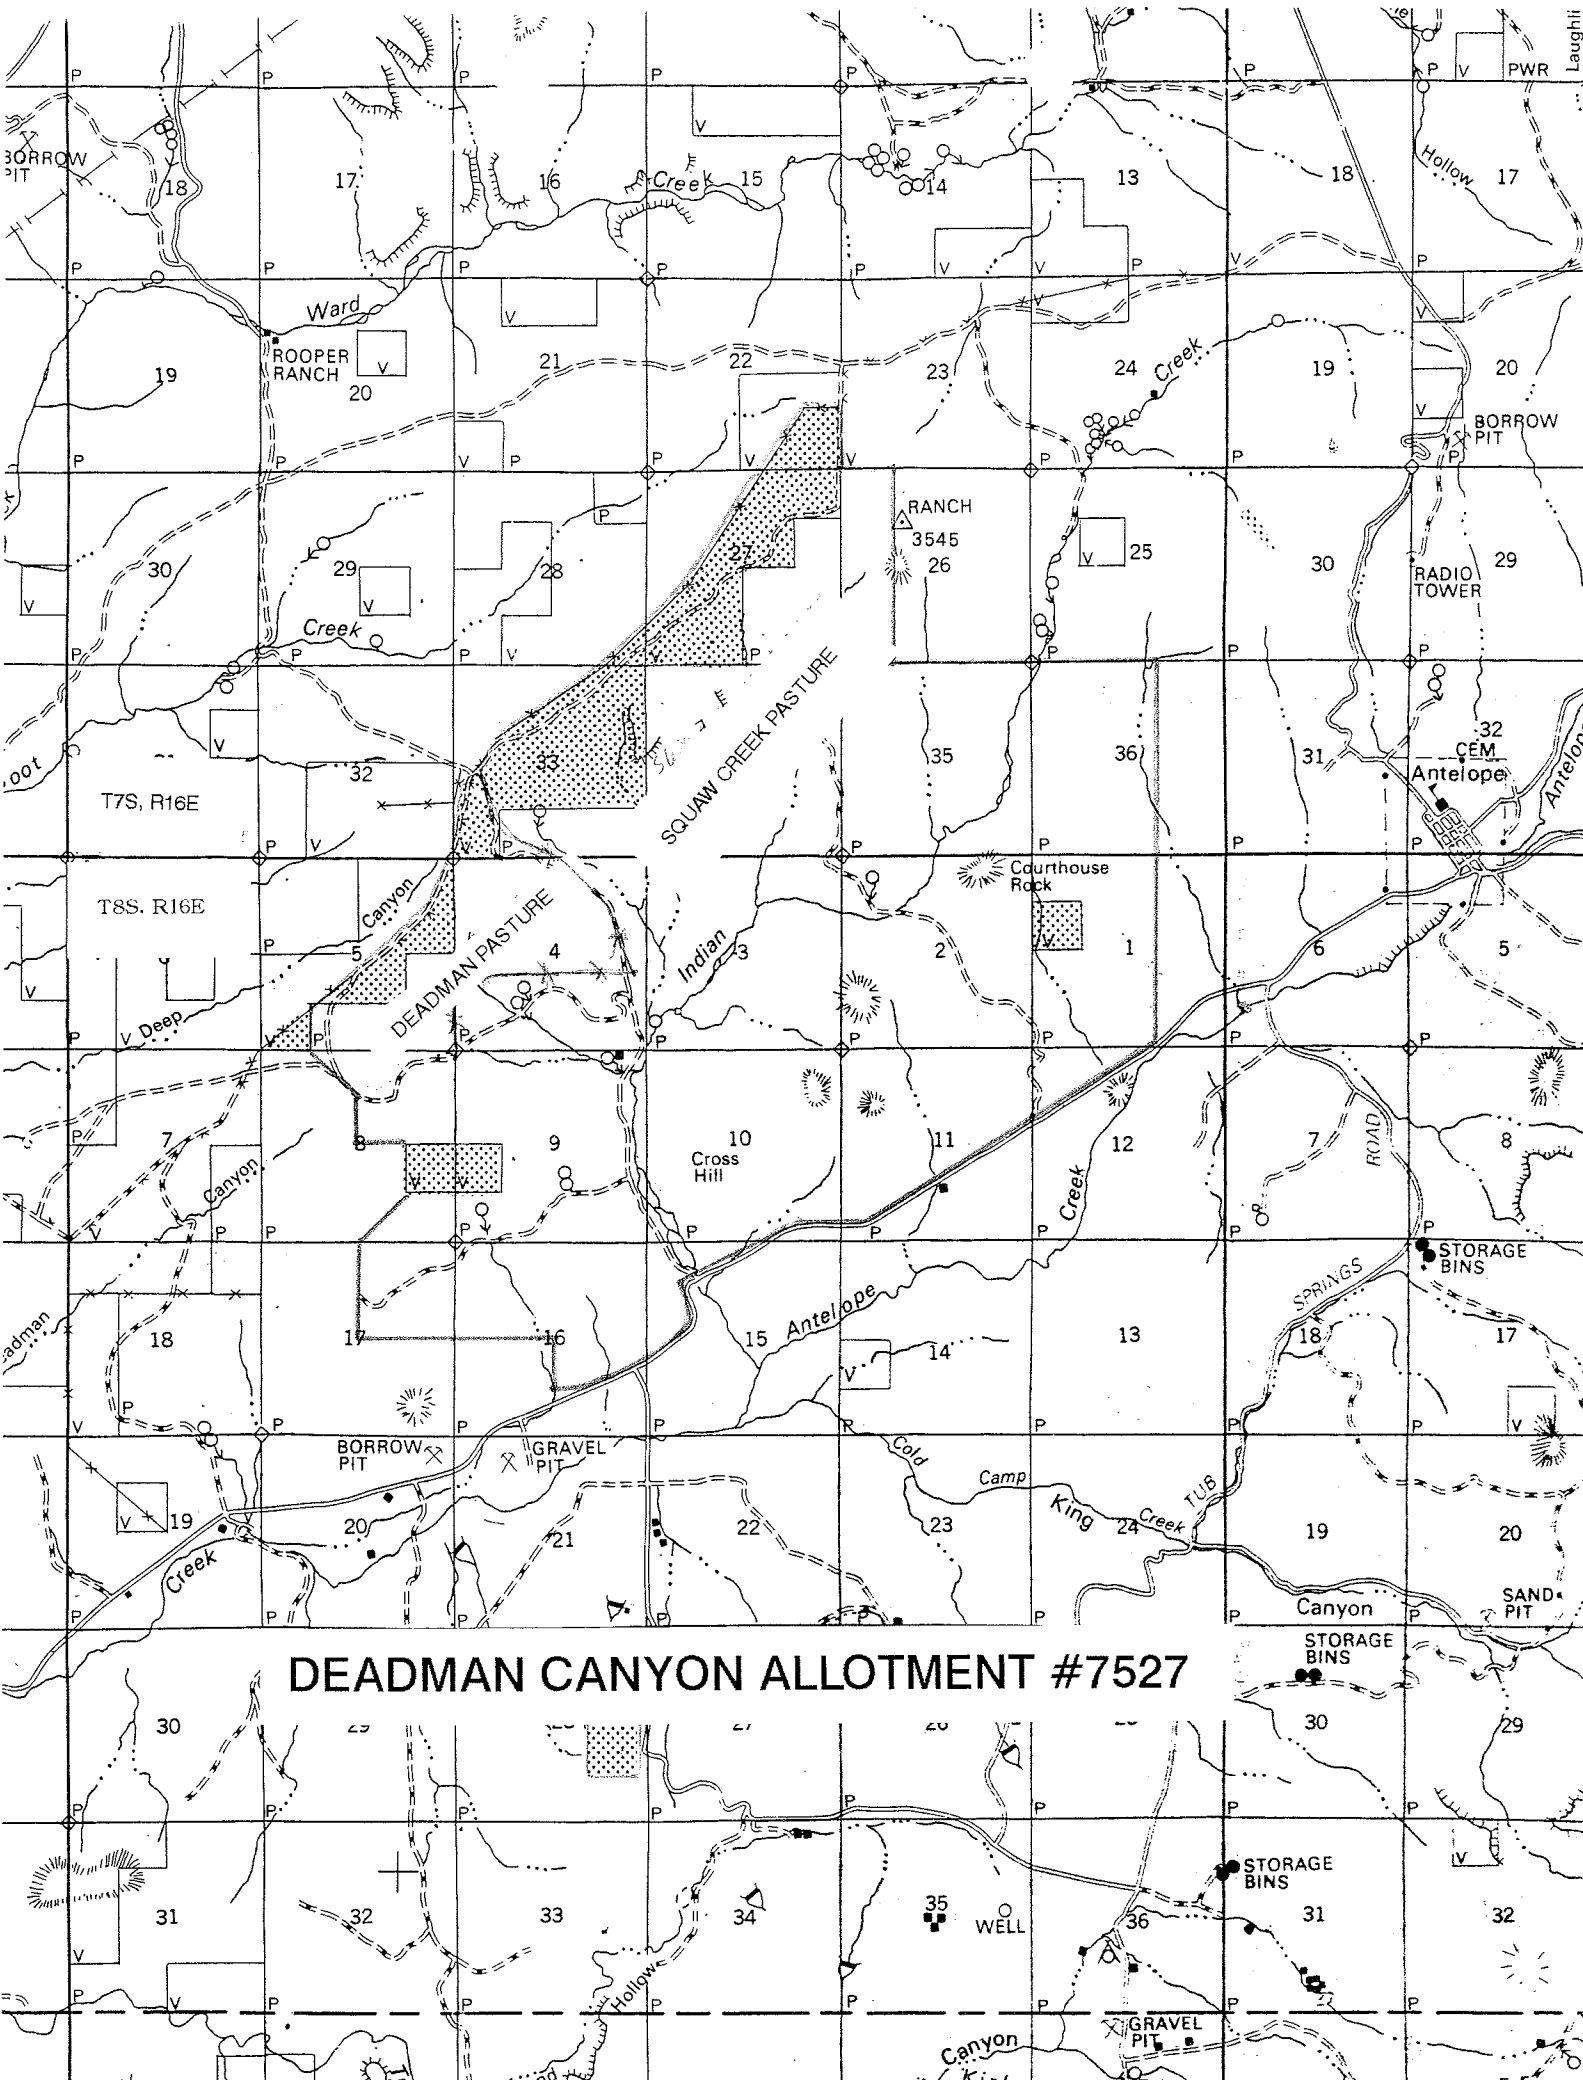 Laughli
P
P
P
P
P
P
P
V
PWR
V
BORROW
PIT
18
17
16
Creek
15
14
13
18
Hollow
17
V
P
P
P
P
V
V
P
V
P
Ward
V
V
V
ROOPER
RANCH
19
V
20
21
22
23
24
Creek
19
20
V
BORROW
PIT
P
P
V
P
V
V
P
P
P
P
RANCH
3545
26
30
29
28
27
V
25
30
29
V
V
RADIO
TOWER
Creek
P
P
P
V
V
P
P
P
P
SQUAW CREEK PASTURE
oot
V
32
33
35
36
31
32
CEM
Antelope
Antelop
T7S, R16E
V
P
V
P
P
P
P
P
Courthouse
Rock
T8S. R16E
Canyon
P
5
DEADMAN PASTURE
4
Indian
3
2
V
1
6
5
V
P
V
Deep
V
P
P
P
P
P
P
7
8
9
10
Cross
Hill
11
12
7
ROAD
8
Canyon
V
V
Creek
V
P
P
P
P
P
STORAGE
BINS
SPRINGS
eadman
18
17
16
15
Antelope
14
13
18
17
V
V
P
P
P
P
R
P
P
V
BORROW
PIT
GRAVEL
PIT
Cold
Camp
King
Creek
TUB
V
19
20
21
22
23
24
19
20
Creek
SAND
PIT
P
P
P
P
P
P
P
Canyon
STORAGE
BINS
DEADMAN CANYON ALLOTMENT #7527
30
29
27
26
30
29
P
P
P
P
P
P
P
V
STORAGE
BINS
31
32
33
34
35
WELL
36
31
32
V
Hollow
P
V
P
P
P
P
P
P
P
GRAVEL
PIT
Canyon